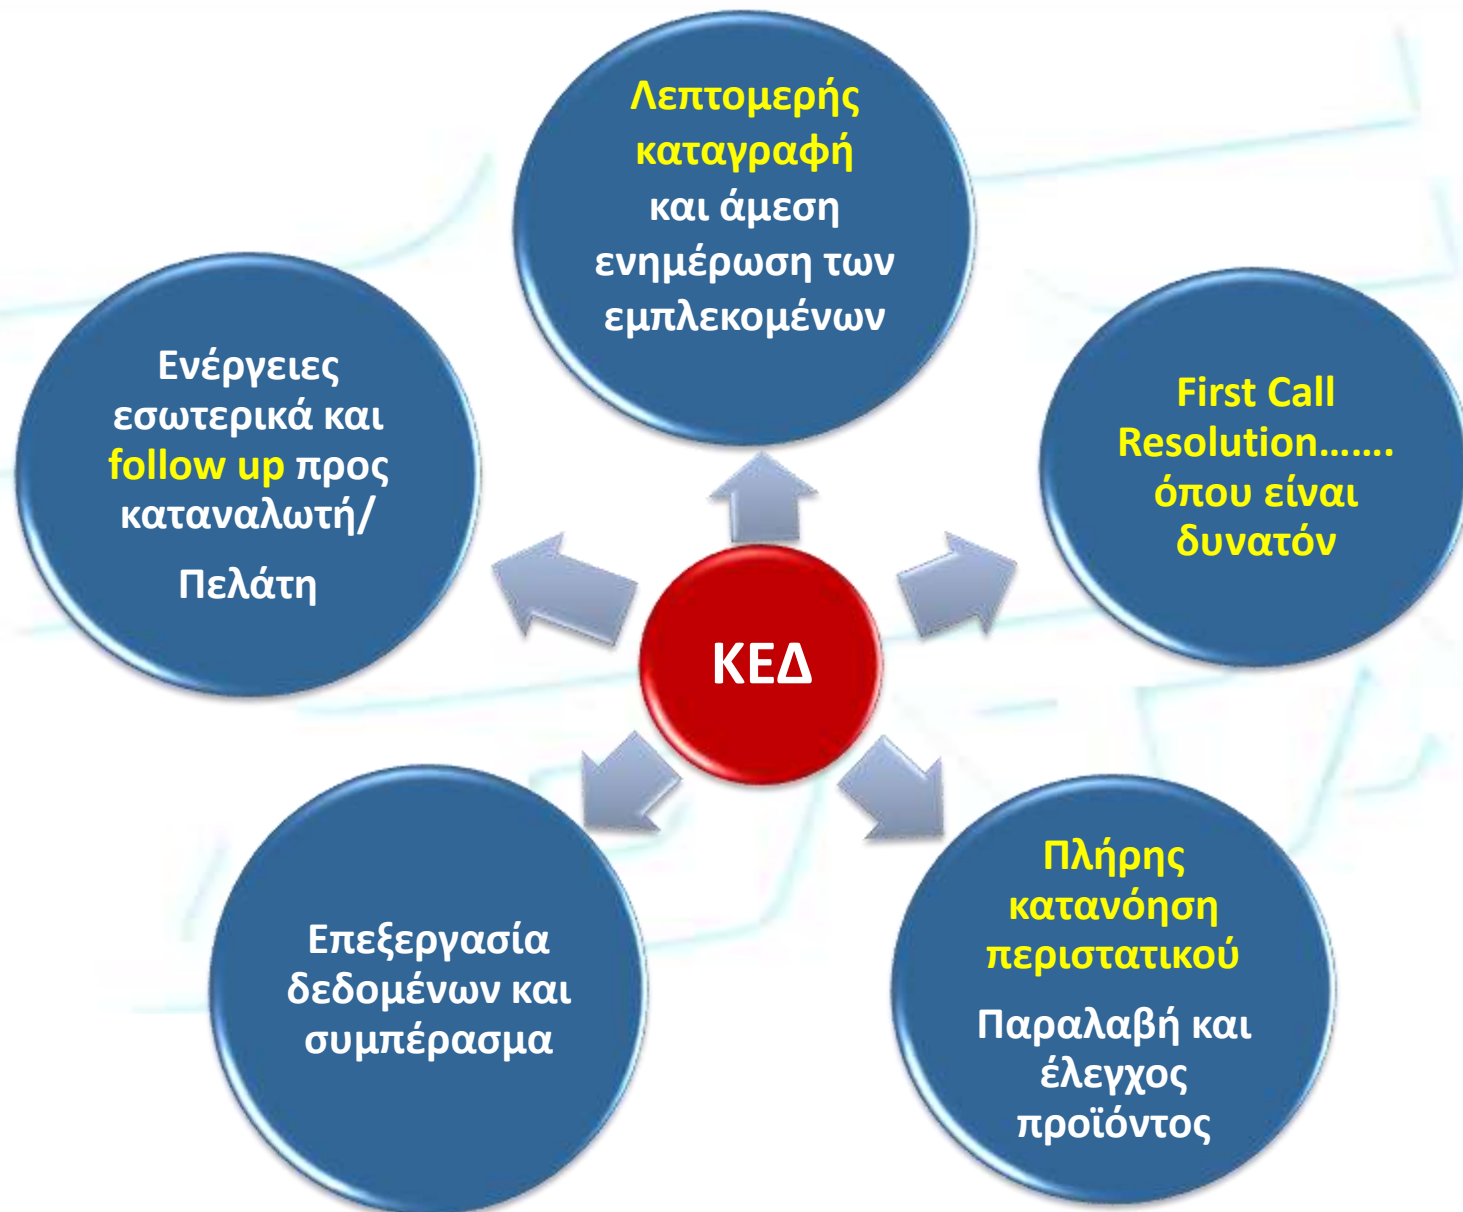 Λεπτομερής
καταγραφή
και άμεση
ενημέρωση των
εμπλεκομένων
First Call
Resolution.......
όπου είναι
δυνατόν
Πλήρης
κατανόηση
περιστατικού
Παραλαβή και
έλεγχος
προϊόντος
Επεξεργασία
δεδομένων και
συμπέρασμα
Ενέργειες
εσωτερικά και
follow up προς
καταναλωτή/
Πελάτη
ΚΕΔ